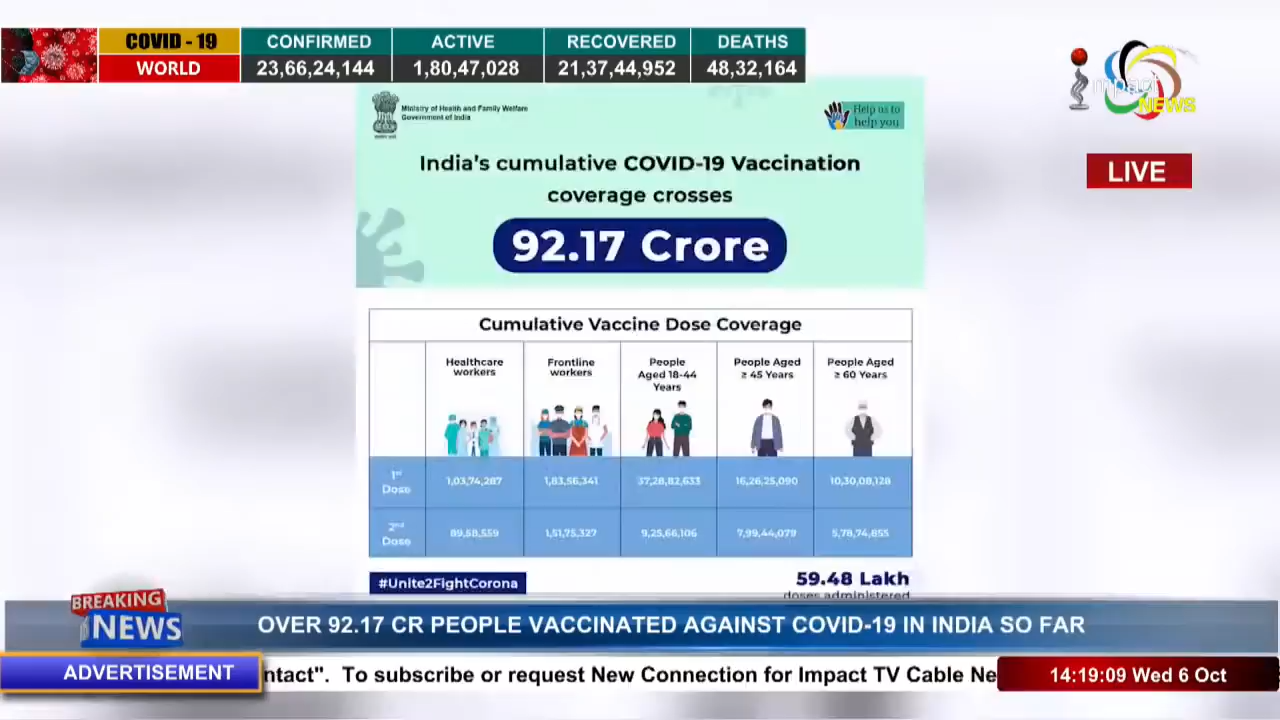 COVID - 19
WORLD
CONFIRMED
ACTIVE
RECOVERED
DEATHS
23,66,24,144
1,80,47,028
21,37,44,952
48,32,164
Impact
NEWS
LIVE
Ministry of Health and Family Welfare
Government of India
Help us to
help you
India's cumulative COVID-19 Vaccination
coverage crosses
92.17 Crore
Cumulative Vaccine Dose Coverage
Healthcare
workers
Frontline
workers
People
Aged 18-44
Years
People Aged
≥ 45 Years
People Aged
≥ 60 Years
1st
Dose
1,03,74,287
1,83,56,341
37,28,82,633
16,26,25,090
10,30,08,128
2nd
Dose
89,58,559
1,51,75,327
9,25,66,106
7,99,44,079
5,78,74,855
#Unite2FightCorona
59.48 Lakh
doses administered
BREAKING
NEWS
OVER 92.17 CR PEOPLE VACCINATED AGAINST COVID-19 IN INDIA SO FAR
ADVERTISEMENT
ntact". To subscribe or request New Connection for Impact TV Cable Ne
14:19:09 Wed 6 Oct